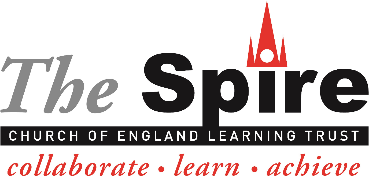 The Spire
CHURCH OF ENGLAND LEARNING TRUST
collaborate • learn • achieve